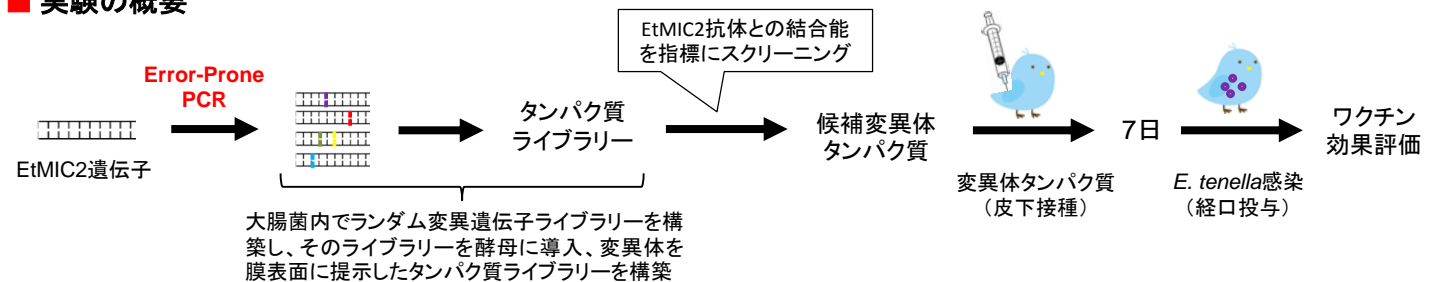 ■ 実験の概要
EtMIC2抗体との結合能
を指標にスクリーニング
Error-Prone
PCR
EtMIC2遺伝子
タンパク質
ライブラリー
候補変異体
タンパク質
7日
ワクチン
効果評価
変異体タンパク質
（皮下接種）
E. tenella感染
（経口投与）
大腸菌内でランダム変異遺伝子ライブラリーを構
築し、そのライブラリーを酵母に導入、変異体を
膜表面に提示したタンパク質ライブラリーを構築